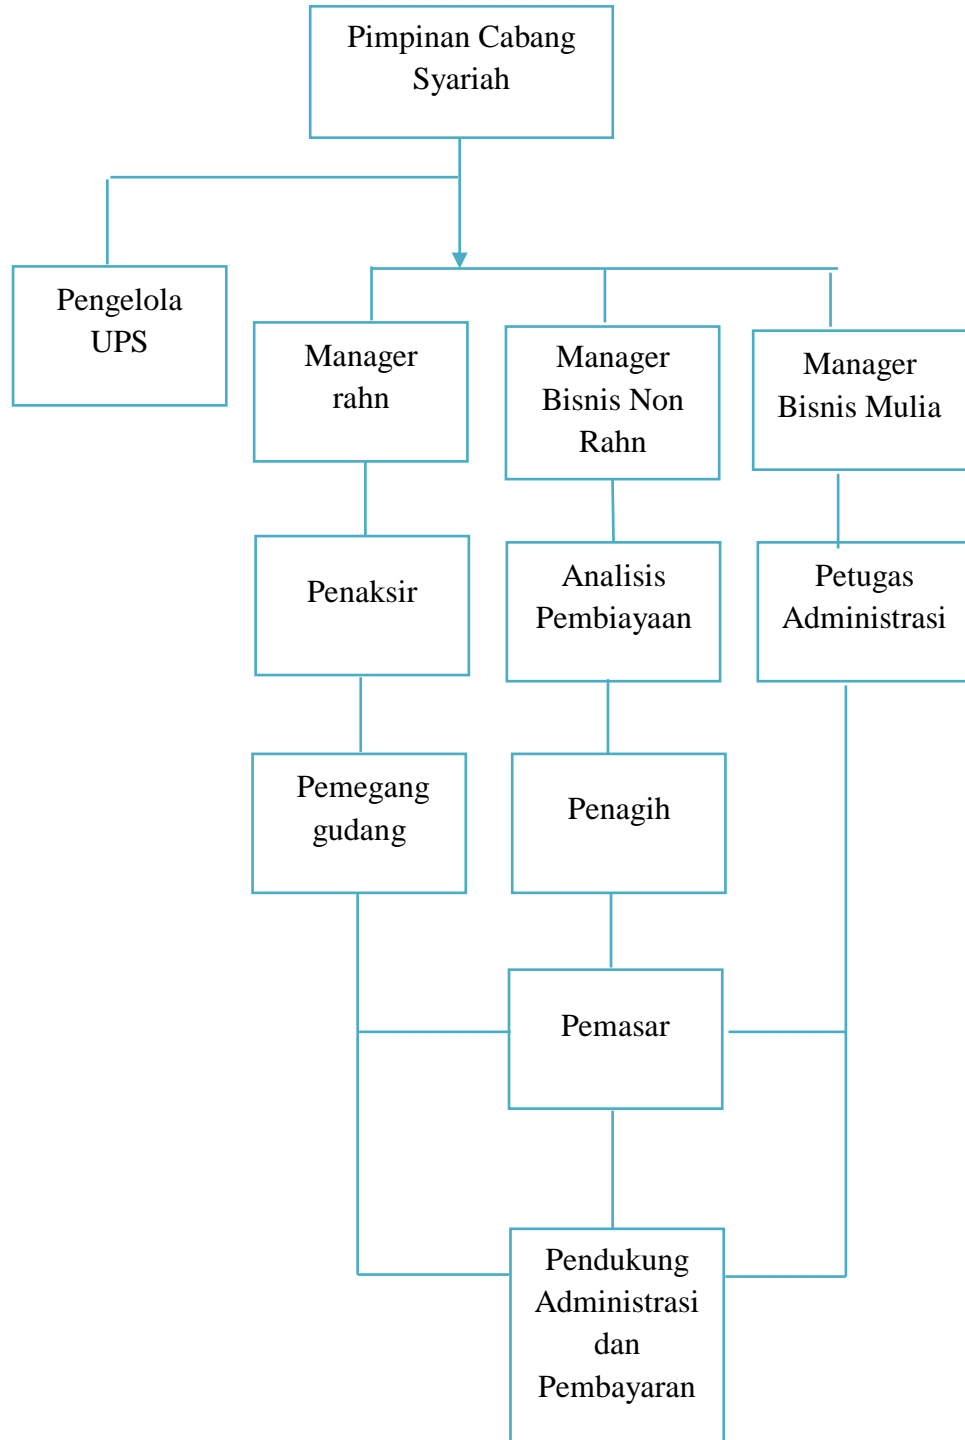 Pimpinan Cabang
Syariah
Pengelola
UPS
Manager
rahn
Manager
Bisnis Non
Rahn
Manager
Bisnis Mulia
Penaksir
Analisis
Pembiayaan
Petugas
Administrasi
Pemegang
gudang
Penagih
Pemasar
Pendukung
Administrasi
dan
Pembayaran